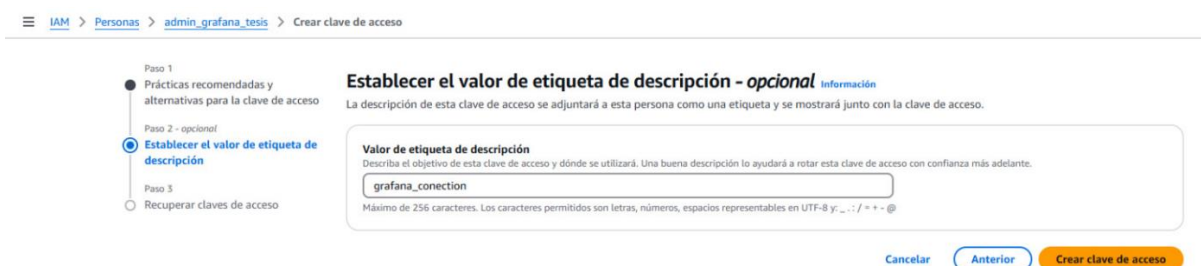 IAM > Personas > admin_grafana_tesis > Crear clave de acceso
Paso 1
Prácticas recomendadas y
alternativas para la clave de acceso
Paso 2 - opcional
Establecer el valor de etiqueta de
descripción
Paso 3
Recuperar claves de acceso
Establecer el valor de etiqueta de descripción - opcional Información
La descripción de esta clave de acceso se adjuntará a esta persona como una etiqueta y se mostrará junto con la clave de acceso.
Valor de etiqueta de descripción
Describa el objetivo de esta clave de acceso y dónde se utilizará. Una buena descripción lo ayudará a rotar esta clave de acceso con confianza más adelante.
grafana_conection
Máximo de 256 caracteres. Los caracteres permitidos son letras, números, espacios representables en UTF-8 y: _ . : / = + - @
Cancelar Anterior Crear clave de acceso